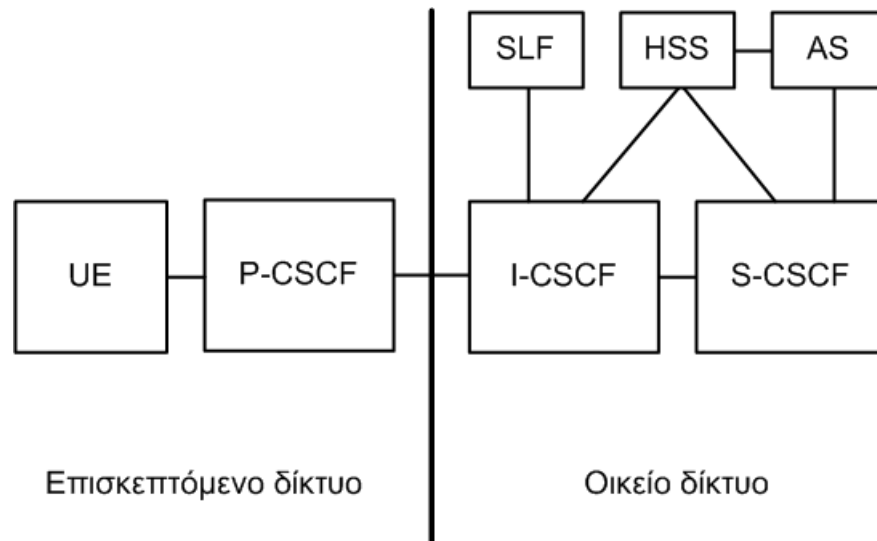 SLF
HSS
AS
UE
P-CSCF
I-CSCF
S-CSCF
Επισκεπτόμενο δίκτυο
Οικείο δίκτυο